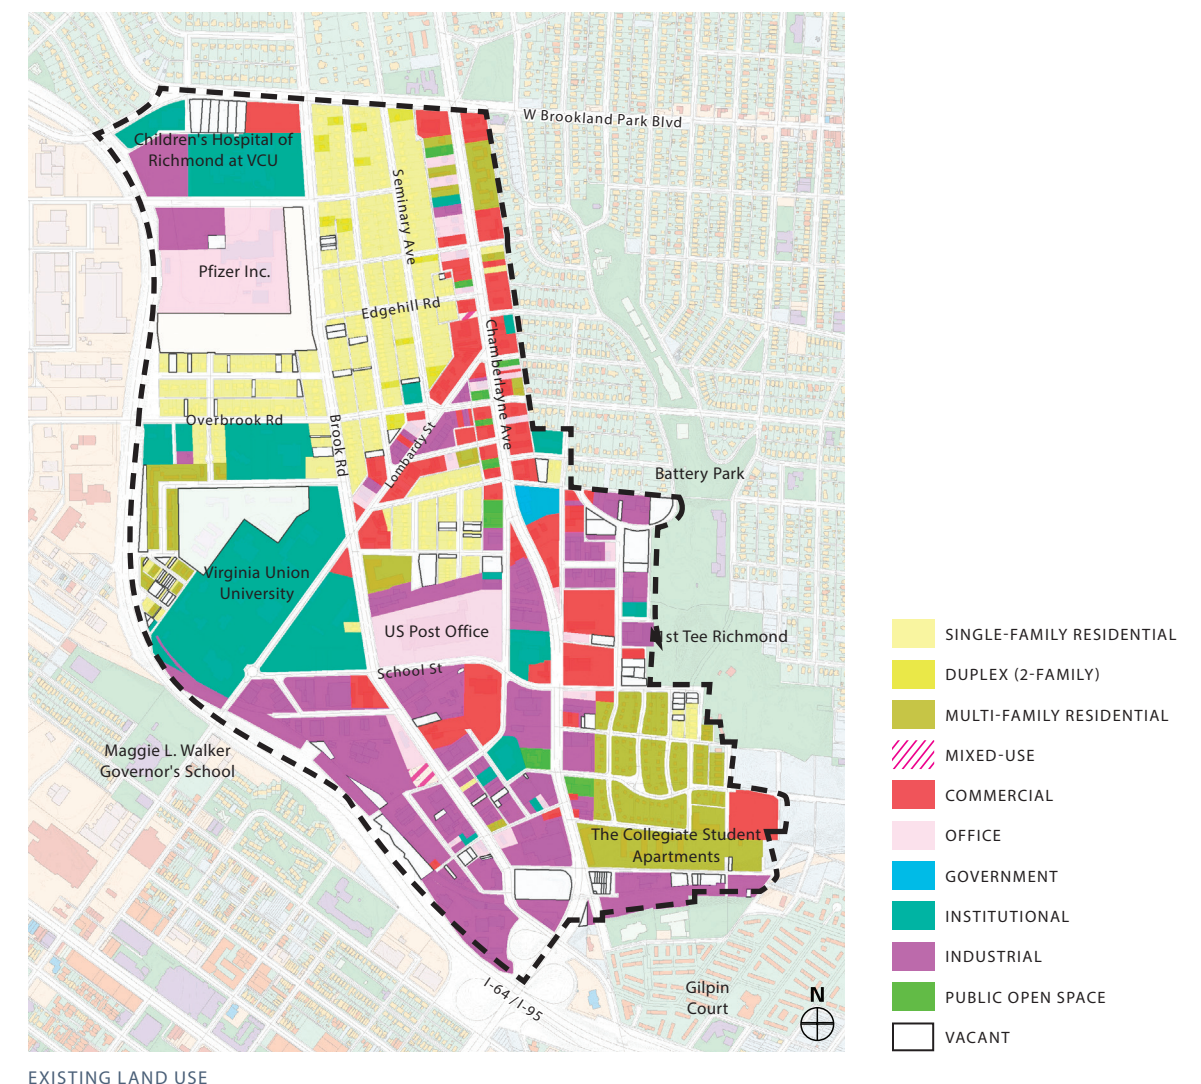 W Brookland Park Blvd
Children's Hospital of
Richmond at VCU
Seminary Ave
Pfizer Inc.
Edgehill Rd
Chamberlayne Ave
Overbrook Rd
Brook Rd
Lombardy St
Battery Park
Virginia Union
University
US Post Office
1st Tee Richmond
School St
Maggie L. Walker
Governor's School
The Collegiate Student
Apartments
I-64 / I-95
Gilpin
Court
N
SINGLE-FAMILY RESIDENTIAL
DUPLEX (2-FAMILY)
MULTI-FAMILY RESIDENTIAL
MIXED-USE
COMMERCIAL
OFFICE
GOVERNMENT
INSTITUTIONAL
INDUSTRIAL
PUBLIC OPEN SPACE
VACANT
EXISTING LAND USE